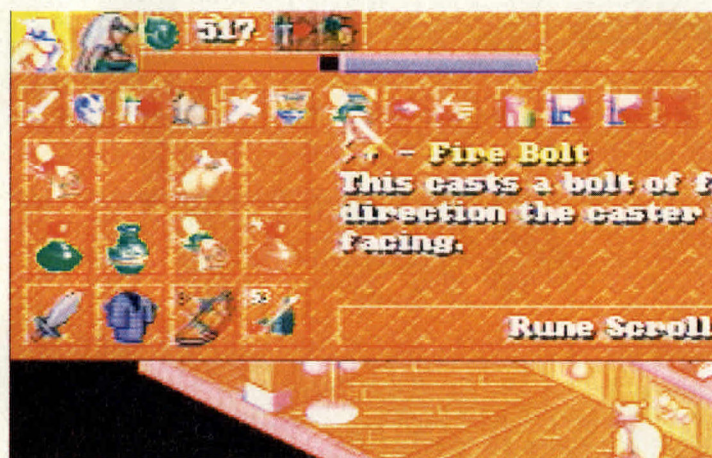 517
- Fire Bolt
This casts a bolt of f
direction the caster
facing.
53
Rune Scroll